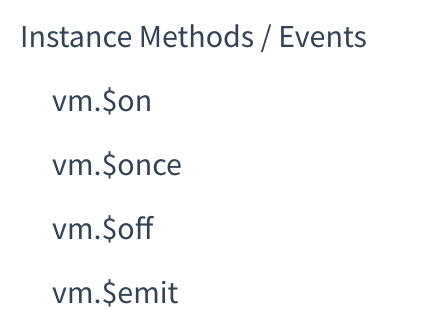 Instance Methods / Events
vm.$on
vm.$once
vm.$off
vm.$emit